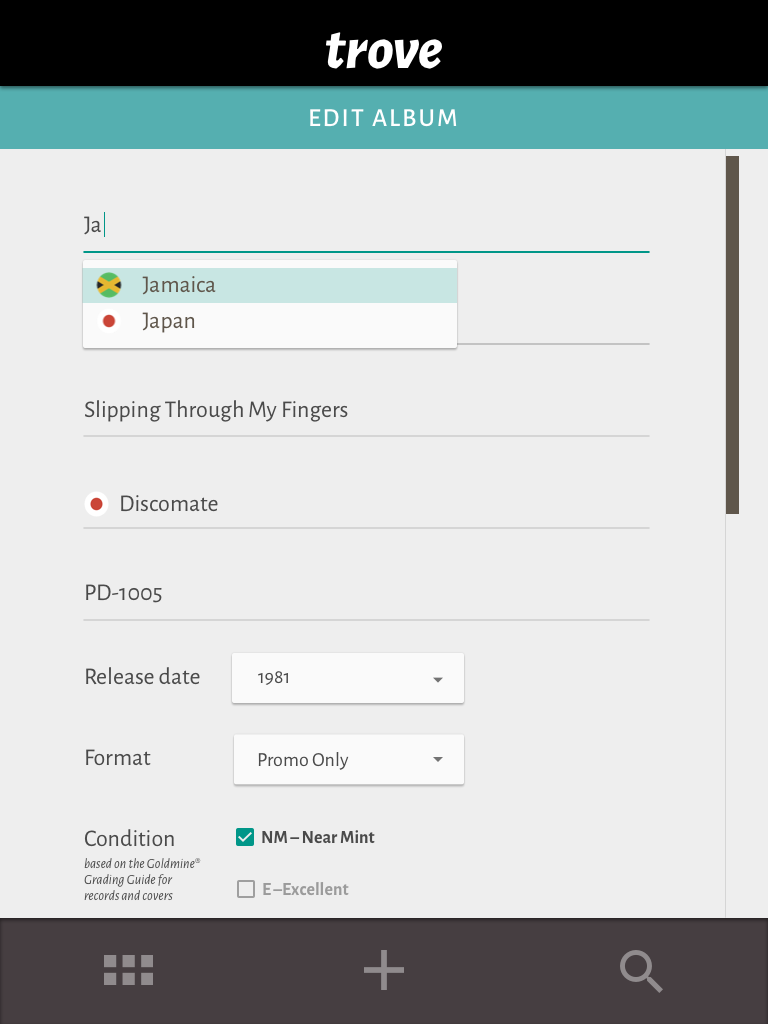 trove
EDIT ALBUM
Ja
Jamaica
Japan
Slipping Through My Fingers
Discomate
PD-1005
Release date
1981
Format
Promo Only
Condition
based on the Goldmine®
Grading Guide for
records and covers
NM – Near Mint
E –Excellent